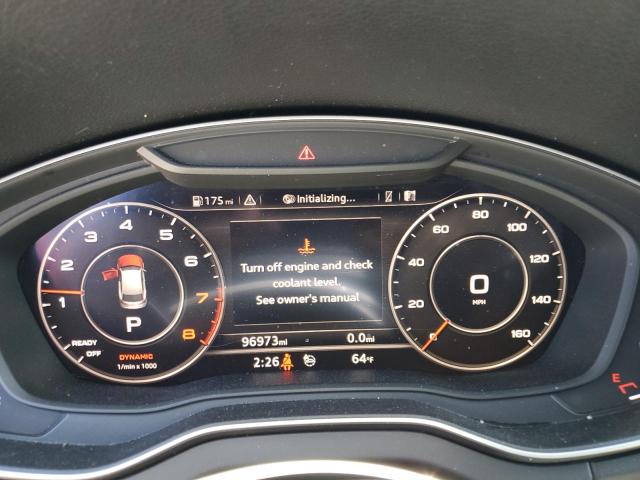 175 mi Initializing...
Turn off engine and check
coolant level.
See owner's manual
96973mi 0.0mi
2:26 64°F
1 2 3 4 5 6 7 8
READY
OFF
P
DYNAMIC
1/min x 1000
0 20 40 60 80 100 120 140 160
0
MPH
E